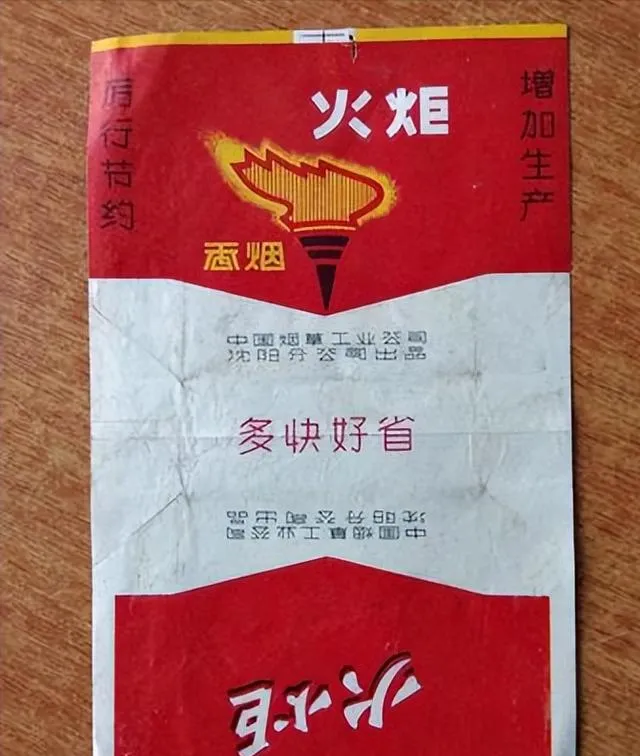 火炬
厉行节约
增加生产
香烟
中国烟草工业公司
沈阳分公司出品
多快好省
沈阳分公司出品
中国烟草工业公司
火炬